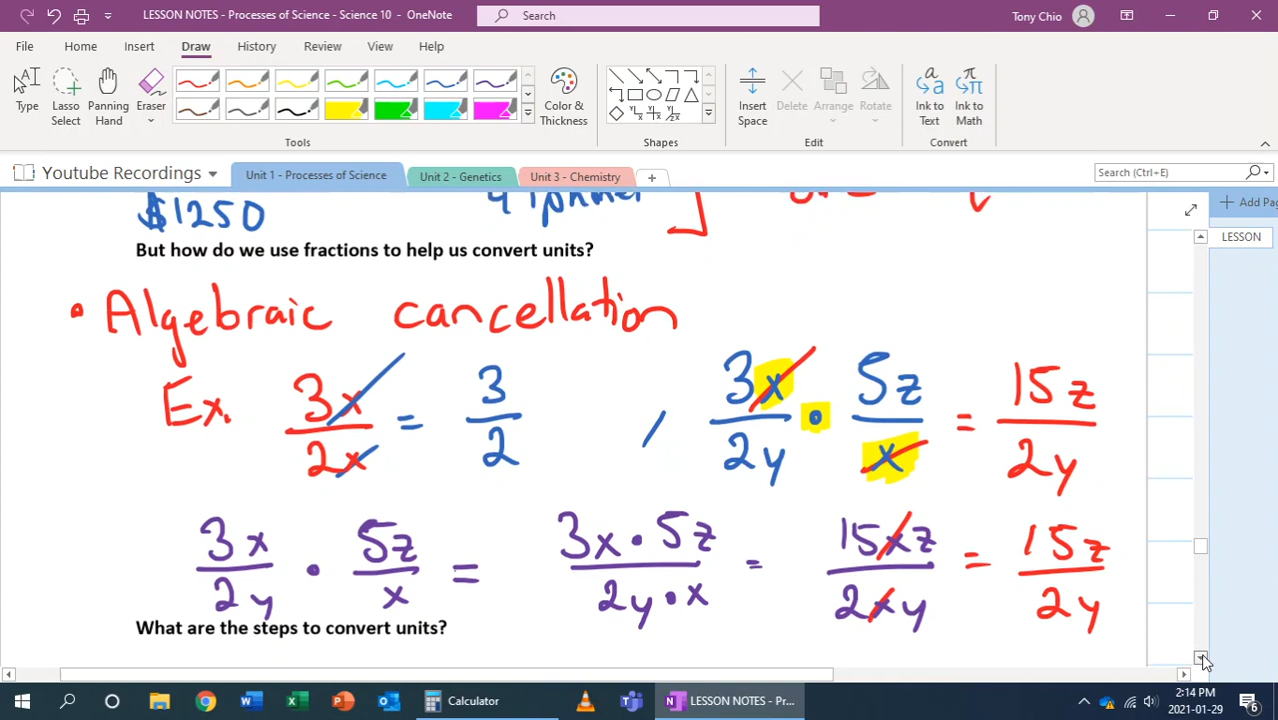 LESSON NOTES - Processes of Science - Science 10 - OneNote
Search
Tony Chio
File Home Insert Draw History Review View Help
Type
Lasso Select
Panning Hand
Eraser
Color & Thickness
Insert Space
Delete
Arrange
Rotate
Ink to Text
Ink to Math
Tools
Shapes
Edit
Convert
Youtube Recordings
Unit 1 - Processes of Science
Unit 2 - Genetics
Unit 3 - Chemistry
Search (Ctrl+E)
Add Pag
LESSON
$1250
But how do we use fractions to help us convert units?
• Algebraic cancellation
Ex. 3x/2x = 3/2 , 3x/2y • 5z/x = 15z/2y
3x/2y • 5z/x = 3x • 5z/2y • x = 15xz/2xy = 15z/2y
What are the steps to convert units?
Calculator
LESSON NOTES - Pr...
2:14 PM
2021-01-29
6